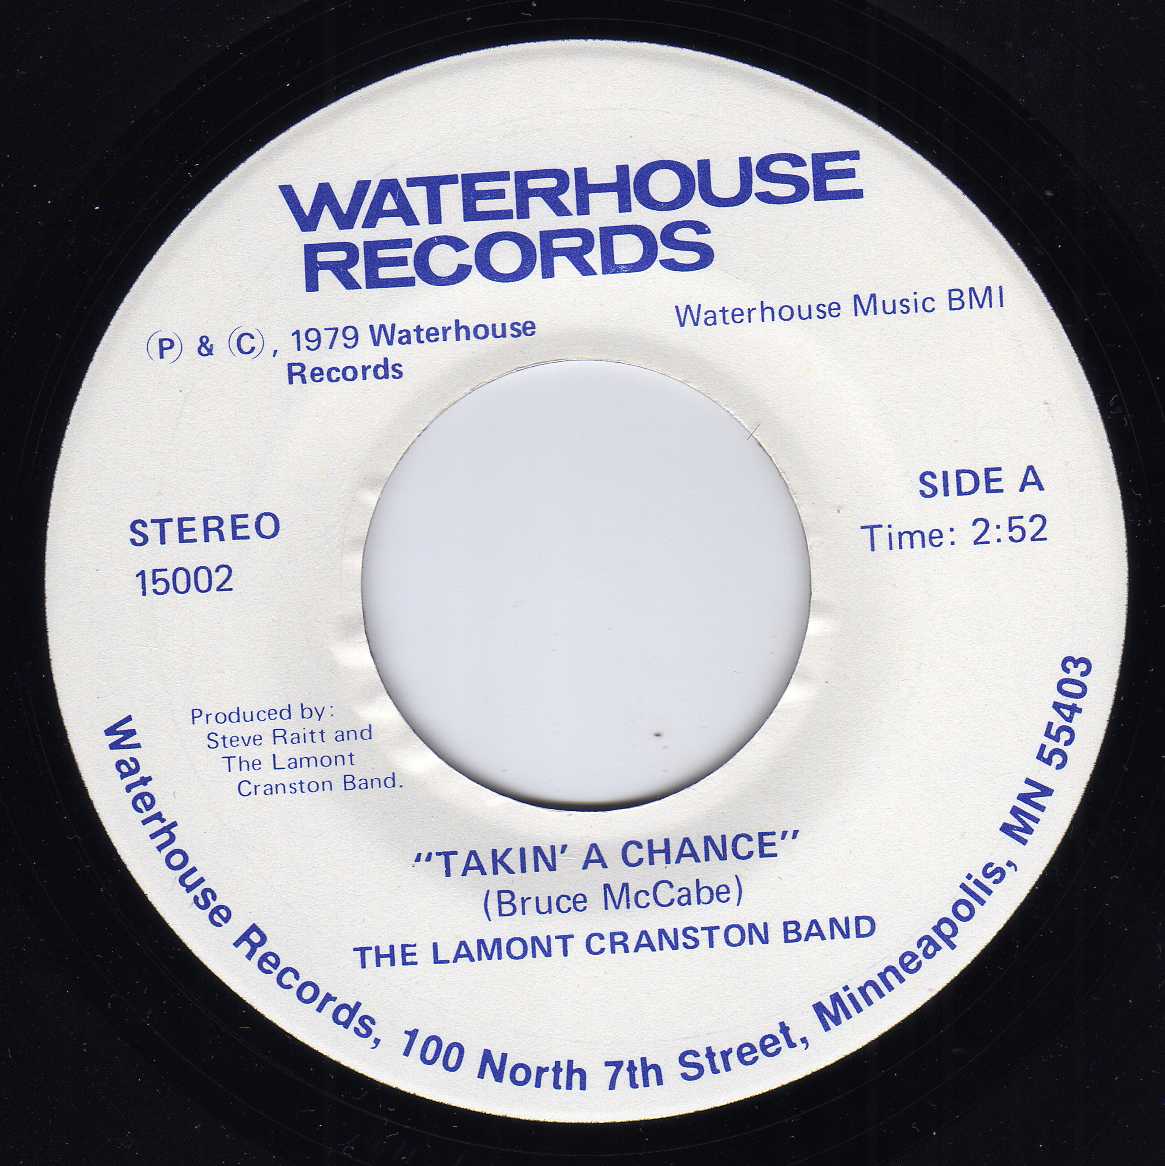 WATERHOUSE
RECORDS
Ⓟ & Ⓒ, 1979 Waterhouse
Records
Waterhouse Music BMI
SIDE A
Time: 2:52
STEREO
15002
Produced by:
Steve Raitt and
The Lamont
Cranston Band.
"TAKIN' A CHANCE"
(Bruce McCabe)
THE LAMONT CRANSTON BAND
Waterhouse Records, 100 North 7th Street, Minneapolis, MN 55403